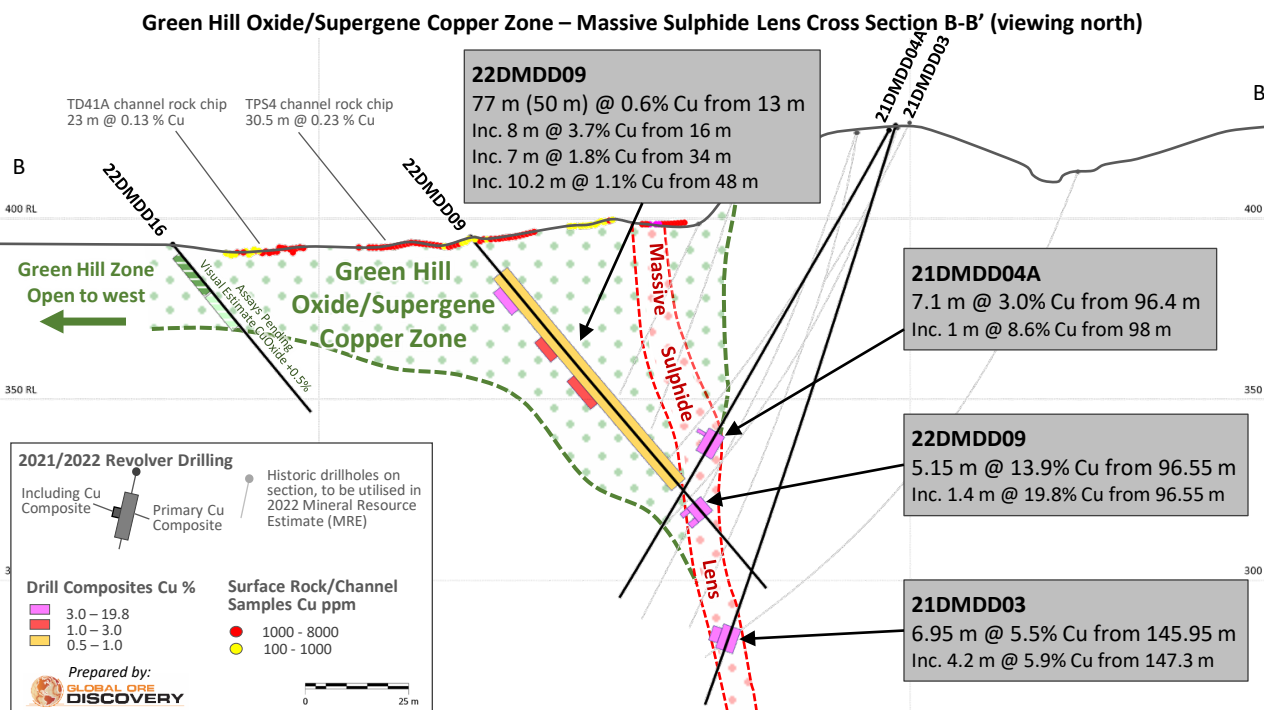 Green Hill Oxide/Supergene Copper Zone – Massive Sulphide Lens Cross Section B-B’ (viewing north)
21DMDD04A
21DMDD03
22DMDD09
77 m (50 m) @ 0.6% Cu from 13 m
Inc. 8 m @ 3.7% Cu from 16 m
Inc. 7 m @ 1.8% Cu from 34 m
Inc. 10.2 m @ 1.1% Cu from 48 m
TD41A channel rock chip
23 m @ 0.13 % Cu
TPS4 channel rock chip
30.5 m @ 0.23 % Cu
B
B
22DMDD16
22DMDD09
400 RL
400
Green Hill Zone
Open to west
Visual Estimate CuOxide +0.5%
Assays Pending
Green Hill
Oxide/Supergene
Copper Zone
Massive
Sulphide
Lens
21DMDD04A
7.1 m @ 3.0% Cu from 96.4 m
Inc. 1 m @ 8.6% Cu from 98 m
350 RL
350
22DMDD09
5.15 m @ 13.9% Cu from 96.55 m
Inc. 1.4 m @ 19.8% Cu from 96.55 m
3
300
21DMDD03
6.95 m @ 5.5% Cu from 145.95 m
Inc. 4.2 m @ 5.9% Cu from 147.3 m
2021/2022 Revolver Drilling
Including Cu
Composite
Primary Cu
Composite
Historic drillholes on
section, to be utilised in
2022 Mineral Resource
Estimate (MRE)
Drill Composites Cu %
3.0 – 19.8
1.0 – 3.0
0.5 – 1.0
Surface Rock/Channel
Samples Cu ppm
1000 - 8000
100 - 1000
Prepared by:
GLOBAL ORE
DISCOVERY
0
25 m